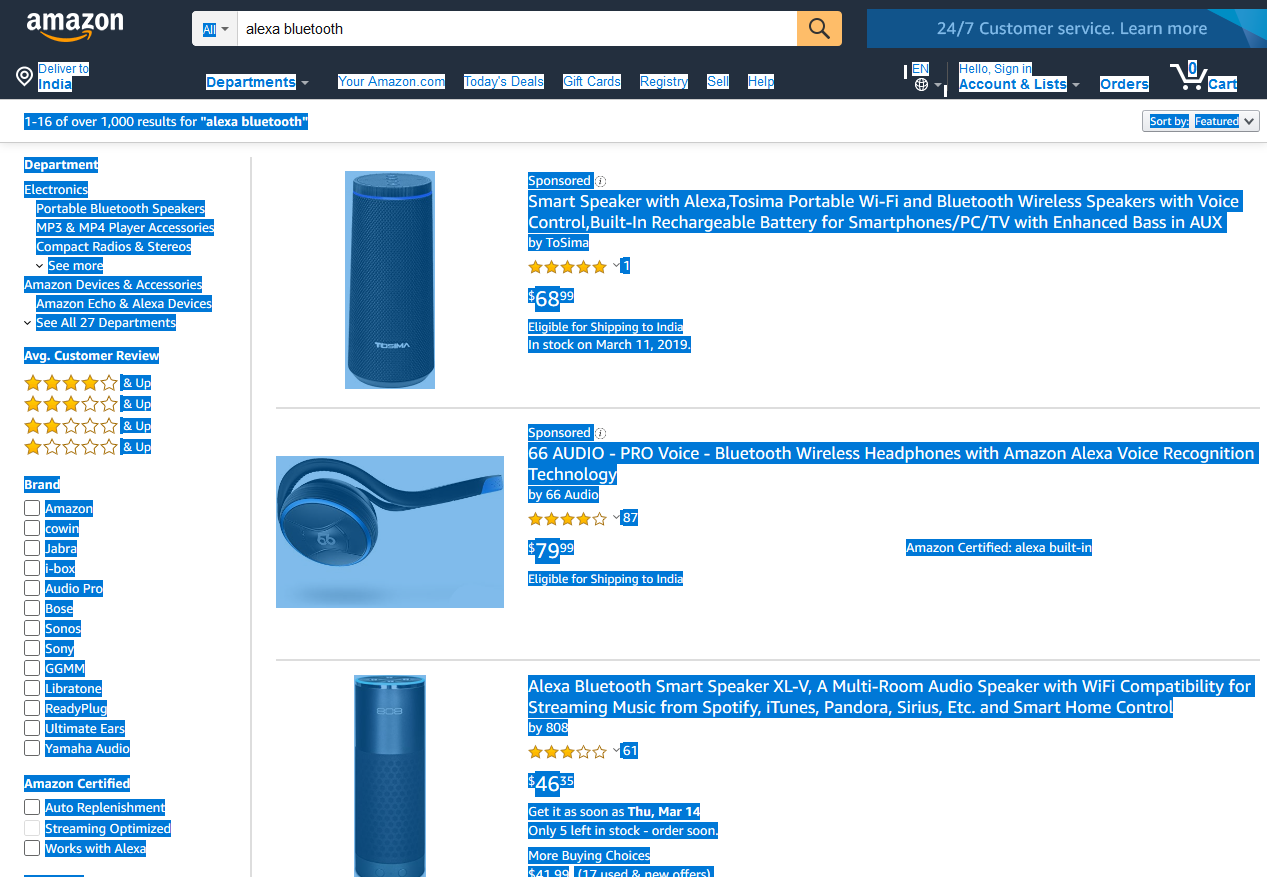 amazon
All
alexa bluetooth
24/7 Customer service. Learn more
Deliver to
India
Departments
Your Amazon.com
Today's Deals
Gift Cards
Registry
Sell
Help
EN
Hello, Sign in
Account & Lists
Orders
0
Cart
1-16 of over 1,000 results for "alexa bluetooth"
Sort by: Featured
Department
Electronics
Portable Bluetooth Speakers
MP3 & MP4 Player Accessories
Compact Radios & Stereos
See more
Amazon Devices & Accessories
Amazon Echo & Alexa Devices
See All 27 Departments
Avg. Customer Review
& Up
& Up
& Up
& Up
Brand
Amazon
cowin
Jabra
i-box
Audio Pro
Bose
Sonos
Sony
GGMM
Libratone
ReadyPlug
Ultimate Ears
Yamaha Audio
Amazon Certified
Auto Replenishment
Streaming Optimized
Works with Alexa
TOSIMA
Sponsored
Smart Speaker with Alexa,Tosima Portable Wi-Fi and Bluetooth Wireless Speakers with Voice
Control,Built-In Rechargeable Battery for Smartphones/PC/TV with Enhanced Bass in AUX
by ToSima
1
$68 99
Eligible for Shipping to India
In stock on March 11, 2019.
66
Sponsored
66 AUDIO - PRO Voice - Bluetooth Wireless Headphones with Amazon Alexa Voice Recognition
Technology
by 66 Audio
87
$79 99
Amazon Certified: alexa built-in
Eligible for Shipping to India
808
Alexa Bluetooth Smart Speaker XL-V, A Multi-Room Audio Speaker with WiFi Compatibility for
Streaming Music from Spotify, iTunes, Pandora, Sirius, Etc. and Smart Home Control
by 808
61
$46 35
Get it as soon as Thu, Mar 14
Only 5 left in stock - order soon.
More Buying Choices
$41.99 (17 used & new offers)